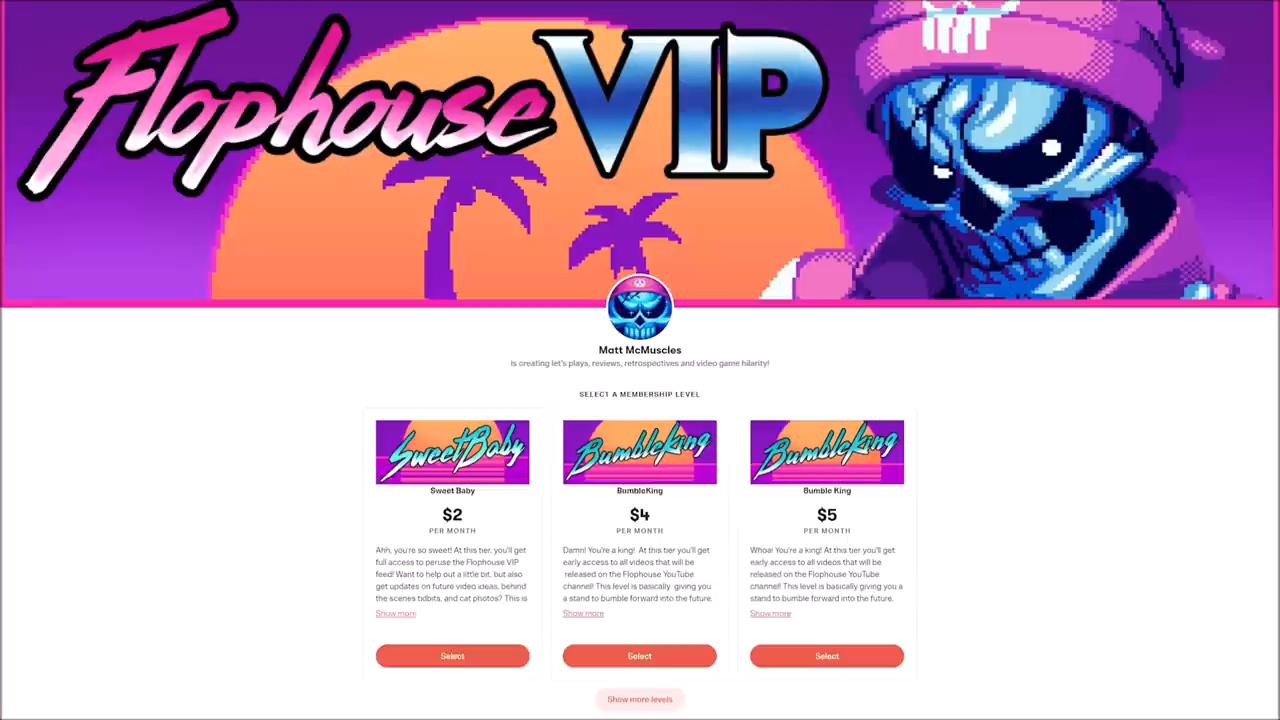 Flophouse VIP
Matt McMuscles
is creating let's plays, reviews, retrospectives and video game hilarity!
SELECT A MEMBERSHIP LEVEL
SweetBaby
Sweet Baby
$2
PER MONTH
Ahh, you're so sweet! At this tier, you'll get
full access to peruse the Flophouse VIP
feed! Want to help out a little bit, but also
get updates on future video ideas, behind
the scenes tidbits, and cat photos? This is
Show more
Select
BumbleKing
BumbleKing
$4
PER MONTH
Damn! You're a king! At this tier you'll get
early access to all videos that will be
released on the Flophouse YouTube
channel! This level is basically giving you
a stand to bumble forward into the future.
Show more
Select
BumbleKing
Bumble King
$5
PER MONTH
Whoa! You're a king! At this tier you'll get
early access to all videos that will be
released on the Flophouse YouTube
channel! This level is basically giving you a
stand to bumble forward into the future.
Show more
Select
Show more levels